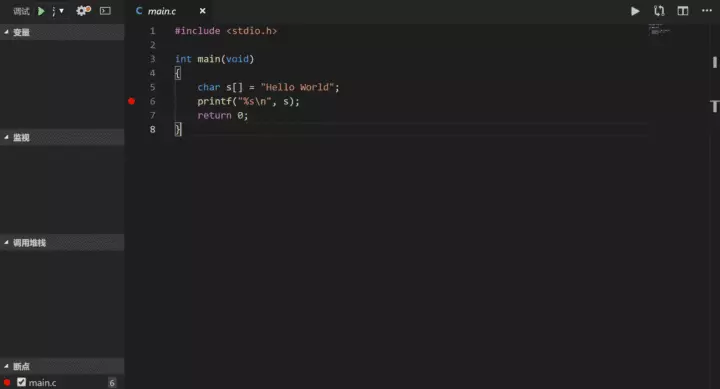 调试
变量
监视
调用堆栈
断点
main.c 6
C main.c ×
1 #include <stdio.h>
2
3 int main(void)
4 {
5 char s[] = "Hello World";
6 printf("%s\n", s);
7 return 0;
8 }